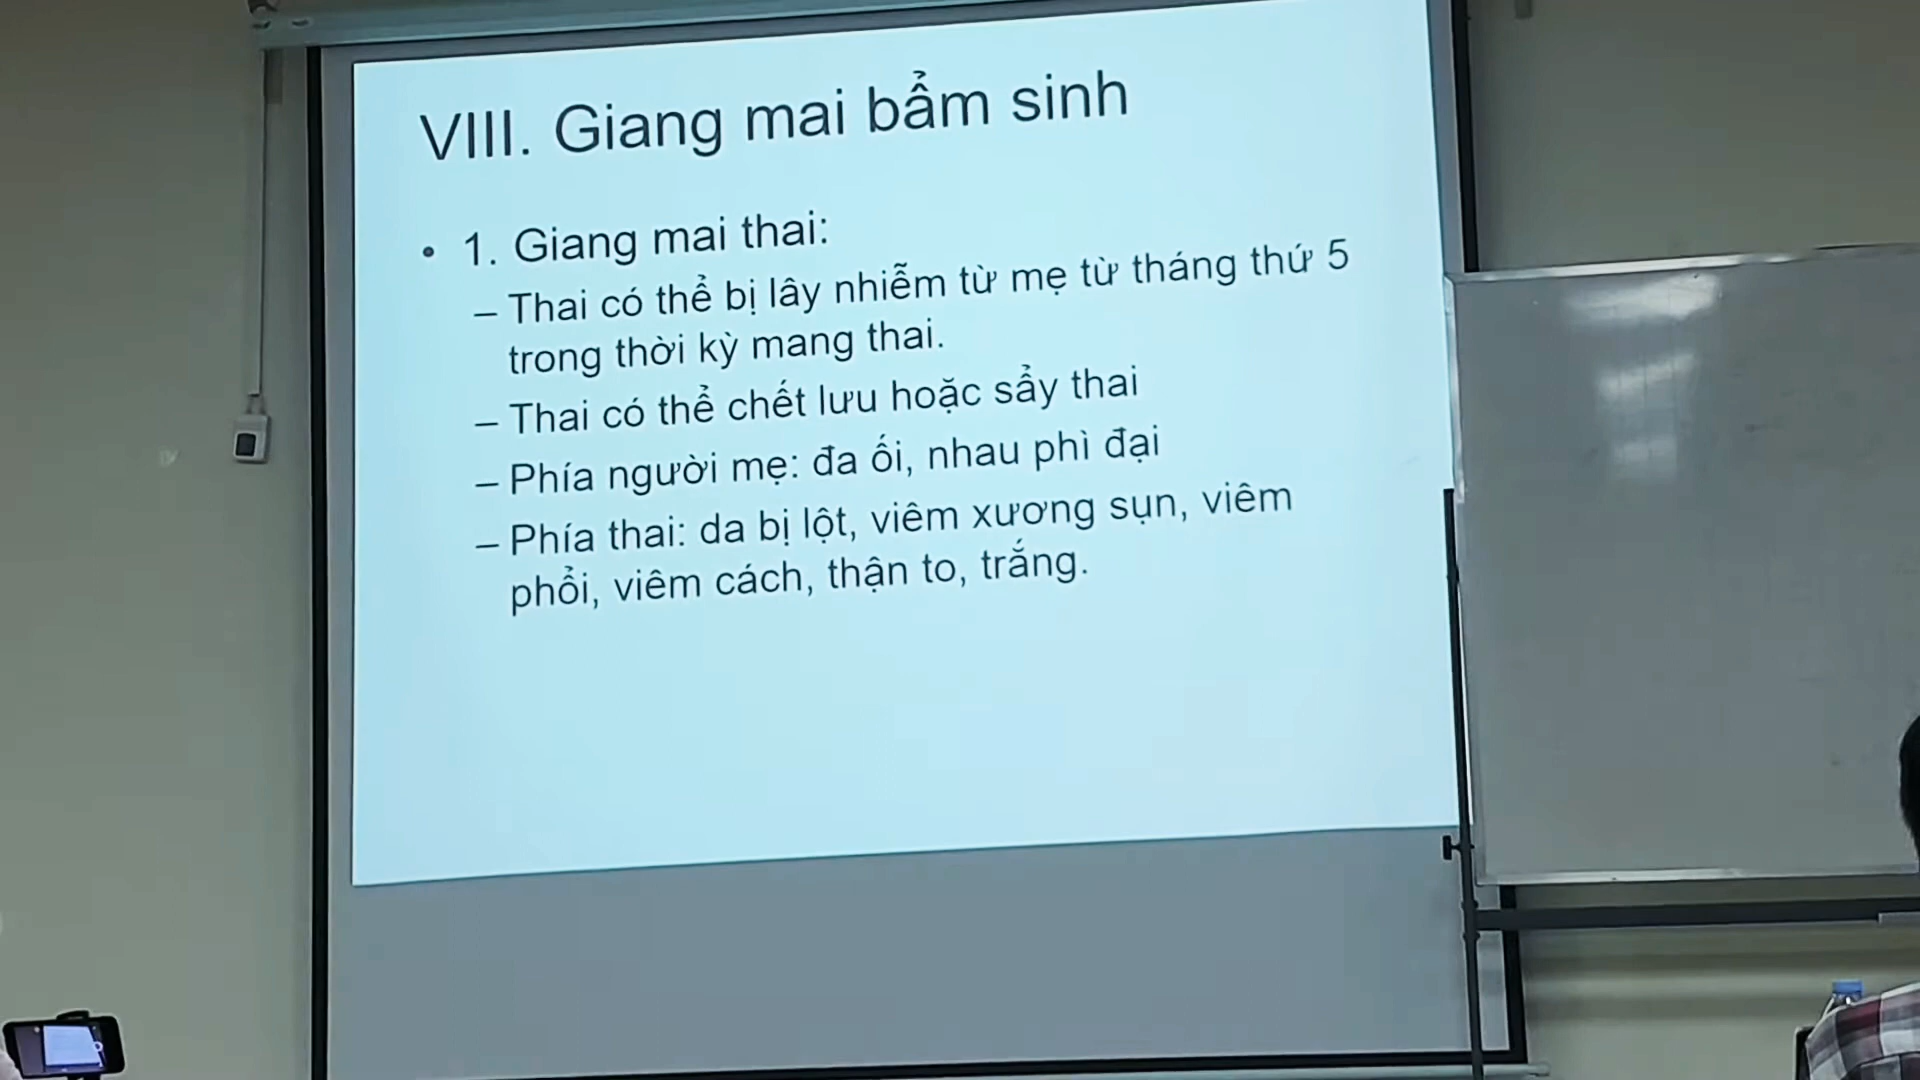 VIII. Giang mai bẩm sinh
• 1. Giang mai thai:
– Thai có thể bị lây nhiễm từ mẹ từ tháng thứ 5
trong thời kỳ mang thai.
– Thai có thể chết lưu hoặc sẩy thai
– Phía người mẹ: đa ối, nhau phì đại
– Phía thai: da bị lột, viêm xương sụn, viêm
phổi, viêm cách, thận to, trắng.